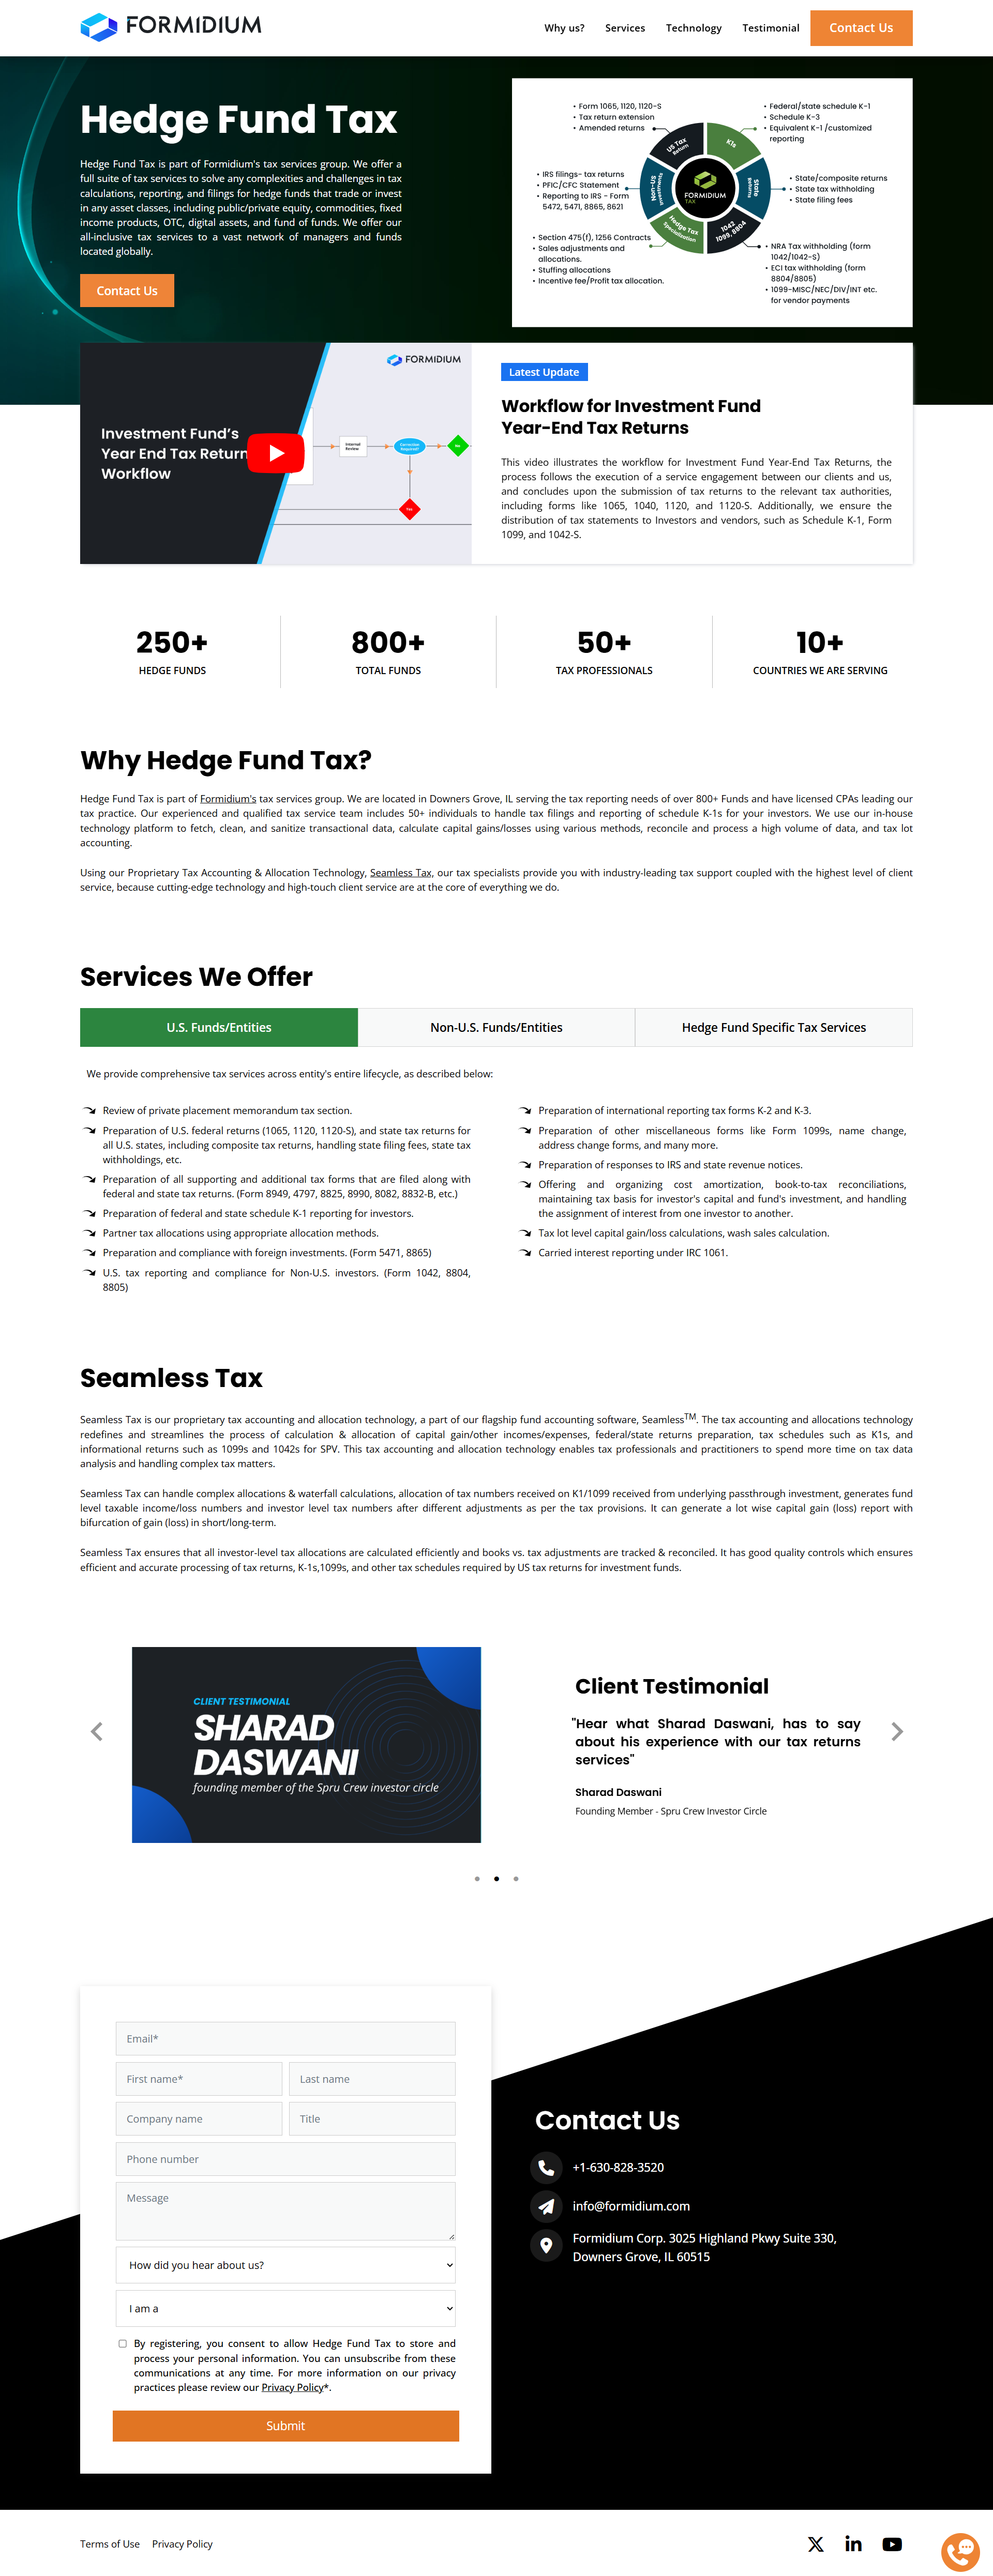 FORMIDIUM
Why us? Services Technology Testimonial Contact Us
Hedge Fund Tax
Hedge Fund Tax is part of Formidium's tax services group. We offer a
full suite of tax services to solve any complexities and challenges in tax
calculations, reporting, and filings for hedge funds that trade or invest
in any asset classes, including public/private equity, commodities, fixed
income products, OTC, digital assets, and fund of funds. We offer our
all-inclusive tax services to a vast network of managers and funds
located globally.
Contact Us
• Form 1065, 1120, 1120-S
• Tax return extension
• Amended returns
• Federal/state schedule K-1
• Schedule K-3
• Equivalent K-1 /customized
reporting
• IRS filings- tax returns
• PFIC/CFC Statement
• Reporting to IRS - Form
5472, 5471, 8865, 8621
• State/composite returns
• State tax withholding
• State filing fees
• Section 475(f), 1256 Contracts
• Sales adjustments and
allocations.
• Stuffing allocations
• Incentive fee/Profit tax allocation.
• NRA Tax withholding (form
1042/1042-S)
• ECI tax withholding (form
8804/8805)
• 1099-MISC/NEC/DIV/INT etc.
for vendor payments
US Tax
Return
K1s
State
Returns
1042
1099, 8804
Hedge Tax
Specialization
Non-US
Investments
FORMIDIUM
TAX
FORMIDIUM
Investment Fund's
Year End Tax Return
Workflow
Internal
Review
Correction
Required?
No
Yes
Latest Update
Workflow for Investment Fund
Year-End Tax Returns
This video illustrates the workflow for Investment Fund Year-End Tax Returns, the
process follows the execution of a service engagement between our clients and us,
and concludes upon the submission of tax returns to the relevant tax authorities,
including forms like 1065, 1040, 1120, and 1120-S. Additionally, we ensure the
distribution of tax statements to Investors and vendors, such as Schedule K-1, Form
1099, and 1042-S.
250+
HEDGE FUNDS
800+
TOTAL FUNDS
50+
TAX PROFESSIONALS
10+
COUNTRIES WE ARE SERVING
Why Hedge Fund Tax?
Hedge Fund Tax is part of Formidium's tax services group. We are located in Downers Grove, IL serving the tax reporting needs of over 800+ Funds and have licensed CPAs leading our
tax practice. Our experienced and qualified tax service team includes 50+ individuals to handle tax filings and reporting of schedule K-1s for your investors. We use our in-house
technology platform to fetch, clean, and sanitize transactional data, calculate capital gains/losses using various methods, reconcile and process a high volume of data, and tax lot
accounting.
Using our Proprietary Tax Accounting & Allocation Technology, Seamless Tax, our tax specialists provide you with industry-leading tax support coupled with the highest level of client
service, because cutting-edge technology and high-touch client service are at the core of everything we do.
Services We Offer
U.S. Funds/Entities
Non-U.S. Funds/Entities
Hedge Fund Specific Tax Services
We provide comprehensive tax services across entity's entire lifecycle, as described below:
Review of private placement memorandum tax section.
Preparation of U.S. federal returns (1065, 1120, 1120-S), and state tax returns for
all U.S. states, including composite tax returns, handling state filing fees, state tax
withholdings, etc.
Preparation of all supporting and additional tax forms that are filed along with
federal and state tax returns. (Form 8949, 4797, 8825, 8990, 8082, 8832-B, etc.)
Preparation of federal and state schedule K-1 reporting for investors.
Partner tax allocations using appropriate allocation methods.
Preparation and compliance with foreign investments. (Form 5471, 8865)
U.S. tax reporting and compliance for Non-U.S. investors. (Form 1042, 8804,
8805)
Preparation of international reporting tax forms K-2 and K-3.
Preparation of other miscellaneous forms like Form 1099s, name change,
address change forms, and many more.
Preparation of responses to IRS and state revenue notices.
Offering and organizing cost amortization, book-to-tax reconciliations,
maintaining tax basis for investor's capital and fund's investment, and handling
the assignment of interest from one investor to another.
Tax lot level capital gain/loss calculations, wash sales calculation.
Carried interest reporting under IRC 1061.
Seamless Tax
Seamless Tax is our proprietary tax accounting and allocation technology, a part of our flagship fund accounting software, Seamless™. The tax accounting and allocations technology
redefines and streamlines the process of calculation & allocation of capital gain/other incomes/expenses, federal/state returns preparation, tax schedules such as K1s, and
informational returns such as 1099s and 1042s for SPV. This tax accounting and allocation technology enables tax professionals and practitioners to spend more time on tax data
analysis and handling complex tax matters.
Seamless Tax can handle complex allocations & waterfall calculations, allocation of tax numbers received on K1/1099 received from underlying passthrough investment, generates fund
level taxable income/loss numbers and investor level tax numbers after different adjustments as per the tax provisions. It can generate a lot wise capital gain (loss) report with
bifurcation of gain (loss) in short/long-term.
Seamless Tax ensures that all investor-level tax allocations are calculated efficiently and books vs. tax adjustments are tracked & reconciled. It has good quality controls which ensures
efficient and accurate processing of tax returns, K-1s,1099s, and other tax schedules required by US tax returns for investment funds.
CLIENT TESTIMONIAL
SHARAD
DASWANI
founding member of the Spru Crew investor circle
Client Testimonial
"Hear what Sharad Daswani, has to say
about his experience with our tax returns
services"
Sharad Daswani
Founding Member - Spru Crew Investor Circle
Email*
First name*
Last name
Company name
Title
Phone number
Message
How did you hear about us?
I am a
By registering, you consent to allow Hedge Fund Tax to store and
process your personal information. You can unsubscribe from these
communications at any time. For more information on our privacy
practices please review our Privacy Policy*.
Submit
Contact Us
+1-630-828-3520
info@formidium.com
Formidium Corp. 3025 Highland Pkwy Suite 330,
Downers Grove, IL 60515
Terms of Use Privacy Policy